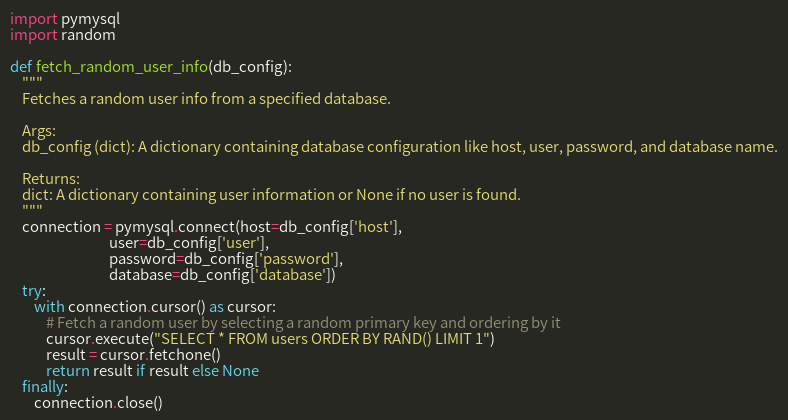 import pymysql
import random

def fetch_random_user_info(db_config):
    """
    Fetches a random user info from a specified database.

    Args:
    db_config (dict): A dictionary containing database configuration like host, user, password, and database name.

    Returns:
    dict: A dictionary containing user information or None if no user is found.
    """
    connection = pymysql.connect(host=db_config['host'],
                                 user=db_config['user'],
                                 password=db_config['password'],
                                 database=db_config['database'])
    try:
        with connection.cursor() as cursor:
            # Fetch a random user by selecting a random primary key and ordering by it
            cursor.execute("SELECT * FROM users ORDER BY RAND() LIMIT 1")
            result = cursor.fetchone()
            return result if result else None
    finally:
        connection.close()